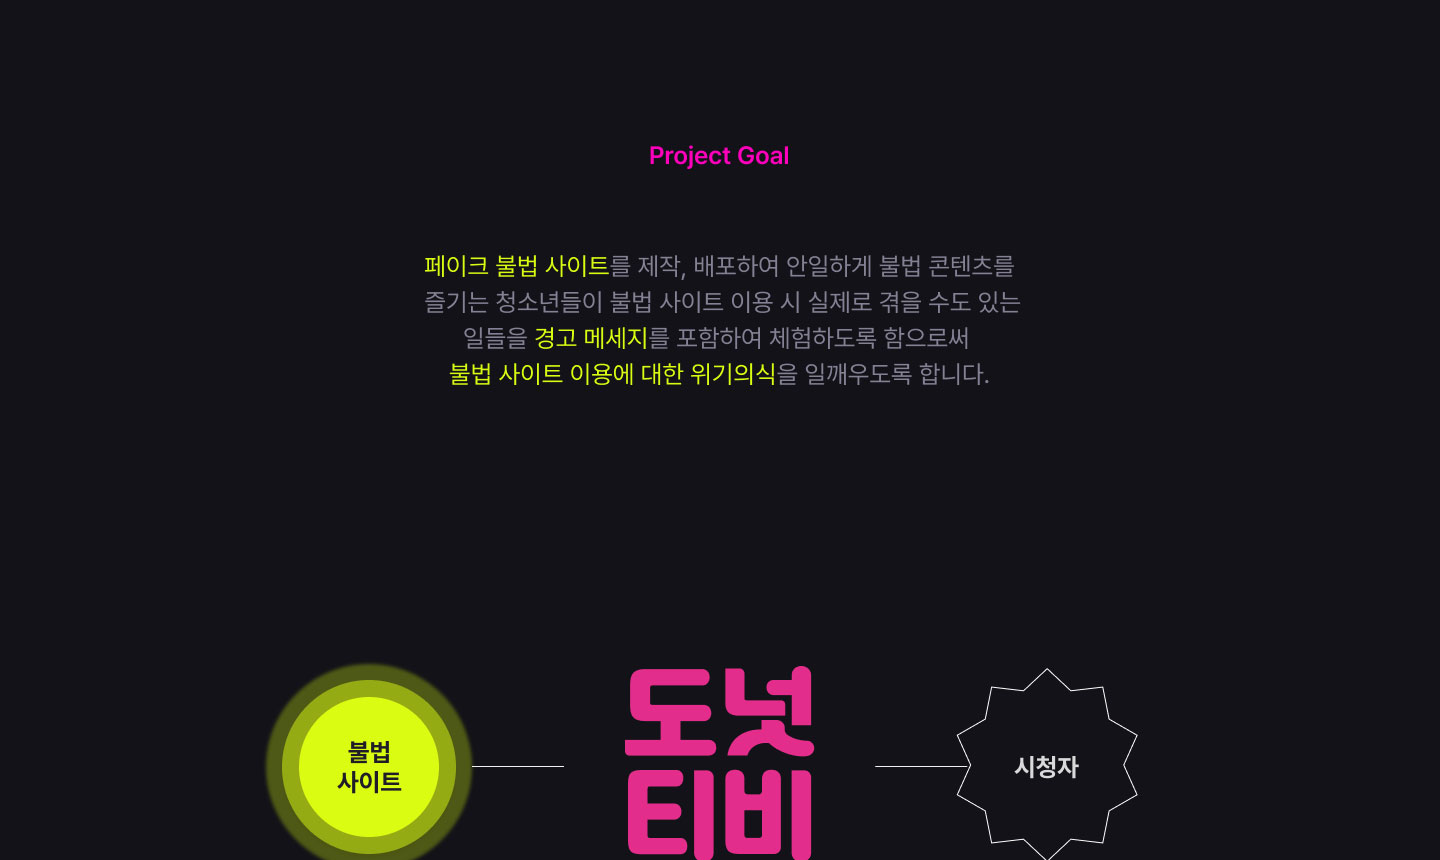 Project Goal
페이크 불법 사이트를 제작, 배포하여 안일하게 불법 콘텐츠를
즐기는 청소년들이 불법 사이트 이용 시 실제로 겪을 수도 있는
일들을 경고 메세지를 포함하여 체험하도록 함으로써
불법 사이트 이용에 대한 위기의식을 일깨우도록 합니다.
불법
사이트
도넛
티비
시청자